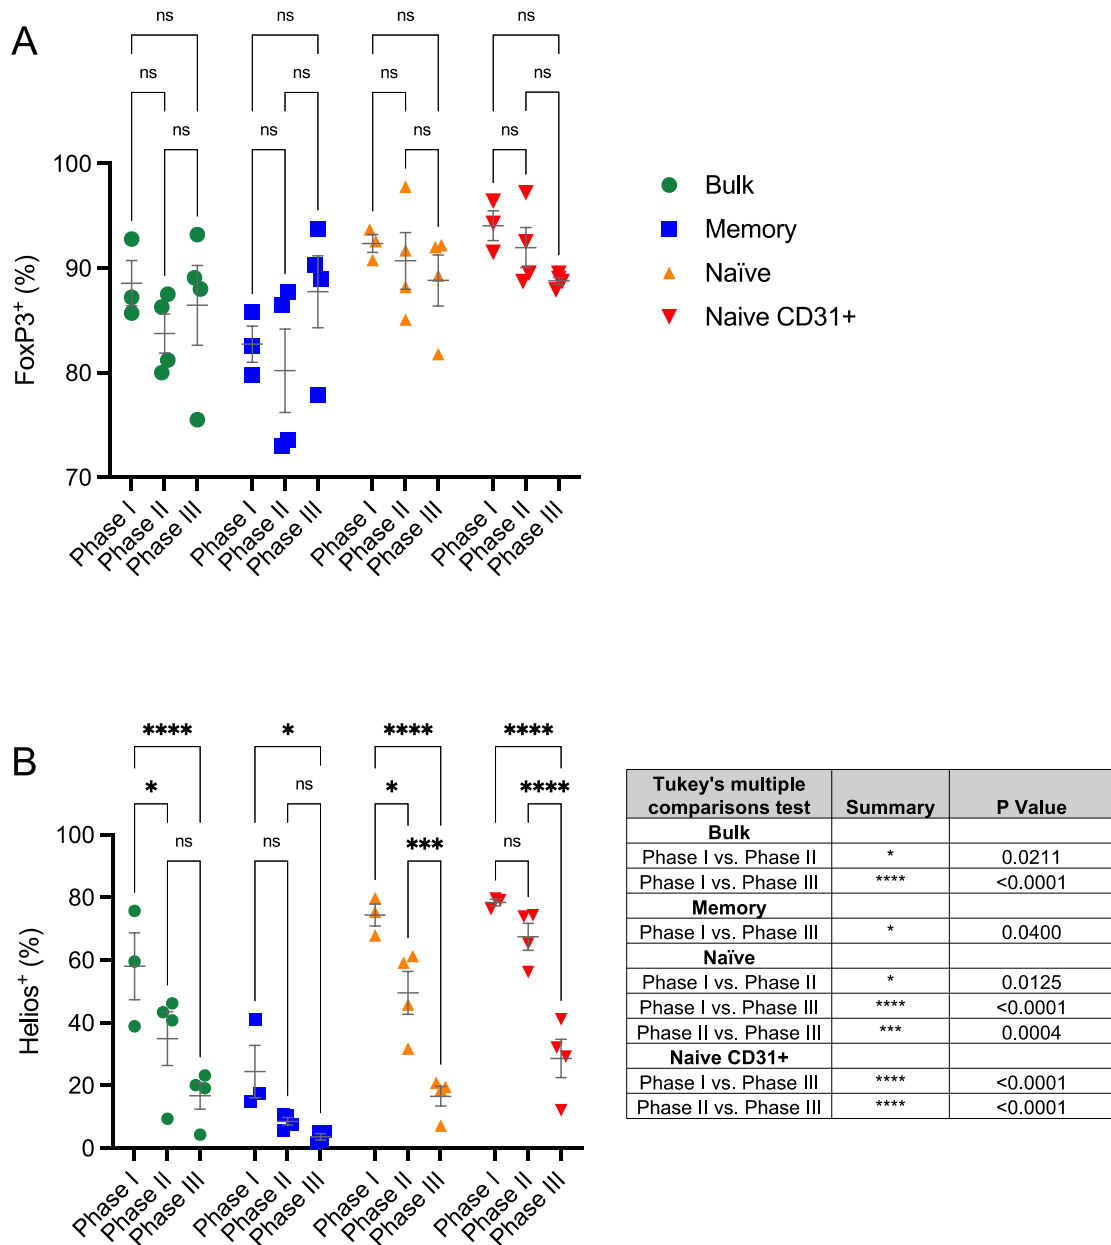 A
ns ns ns ns
ns ns ns ns
ns ns ns ns
FoxP3+ (%)
100
90
80
70
Phase I Phase II Phase III Phase I Phase II Phase III Phase I Phase II Phase III Phase I Phase II Phase III
Bulk
Memory
Naïve
Naive CD31+
B
**** * **** ****
* ns * ****
ns ns *** ns
Helios+ (%)
100
80
60
40
20
0
Phase I Phase II Phase III Phase I Phase II Phase III Phase I Phase II Phase III Phase I Phase II Phase III
Tukey's multiple
comparisons test Summary P Value
Bulk
Phase I vs. Phase II * 0.0211
Phase I vs. Phase III **** <0.0001
Memory
Phase I vs. Phase III * 0.0400
Naïve
Phase I vs. Phase II * 0.0125
Phase I vs. Phase III **** <0.0001
Phase II vs. Phase III *** 0.0004
Naive CD31+
Phase I vs. Phase III **** <0.0001
Phase II vs. Phase III **** <0.0001